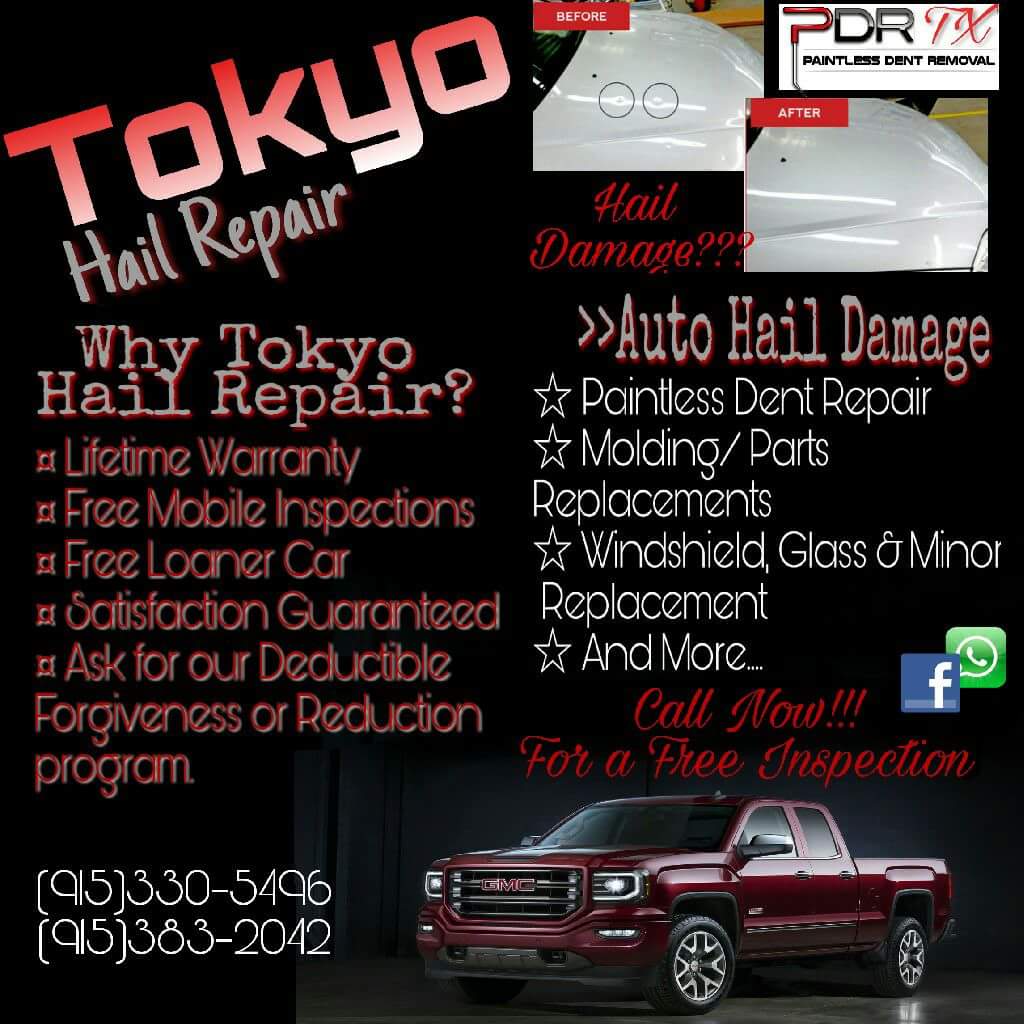 Tokyo
Hail Repair
BEFORE
PDR TX
PAINTLESS DENT REMOVAL
AFTER
Hail
Damage???
Why Tokyo
Hail Repair?
¤ Lifetime Warranty
¤ Free Mobile Inspections
¤ Free Loaner Car
¤ Satisfaction Guaranteed
¤ Ask for our Deductible
Forgiveness or Reduction
program.
(915)330-5496
(915)383-2042
>>Auto Hail Damage
☆ Paintless Dent Repair
☆ Molding/ Parts
Replacements
☆ Windshield, Glass & Minor
Replacement
☆ And More....
f
Call Now!!!
For a Free Inspection
GMC